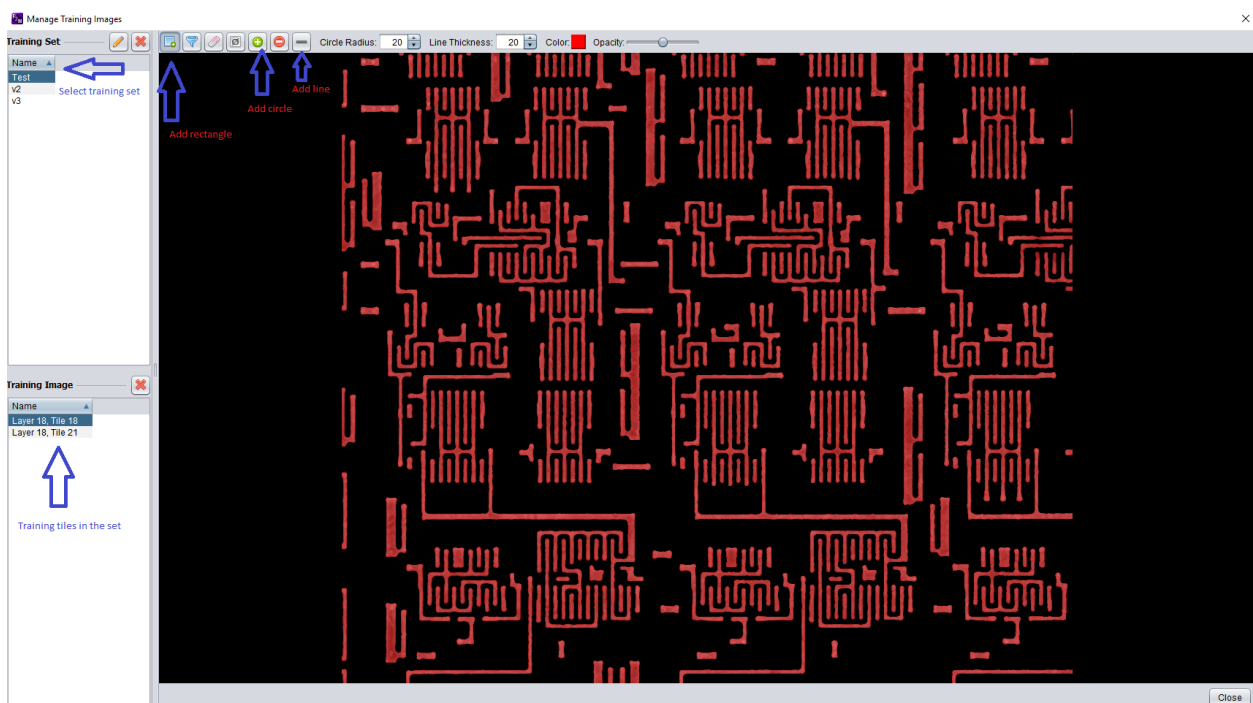 Manage Training Images
Training Set
Circle Radius: 20 Line Thickness: 20 Color: Opacity:
Name
Test
v2
v3
Select training set
Add rectangle
Add circle
Add line
Training Image
Name
Layer 18, Tile 18
Layer 18, Tile 21
Training tiles in the set
Close